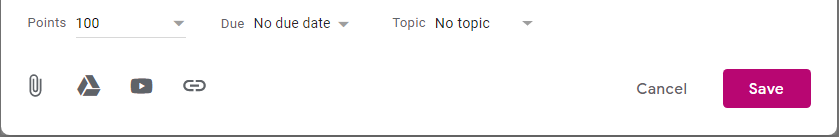 Points 100 Due No due date Topic No topic
Cancel Save